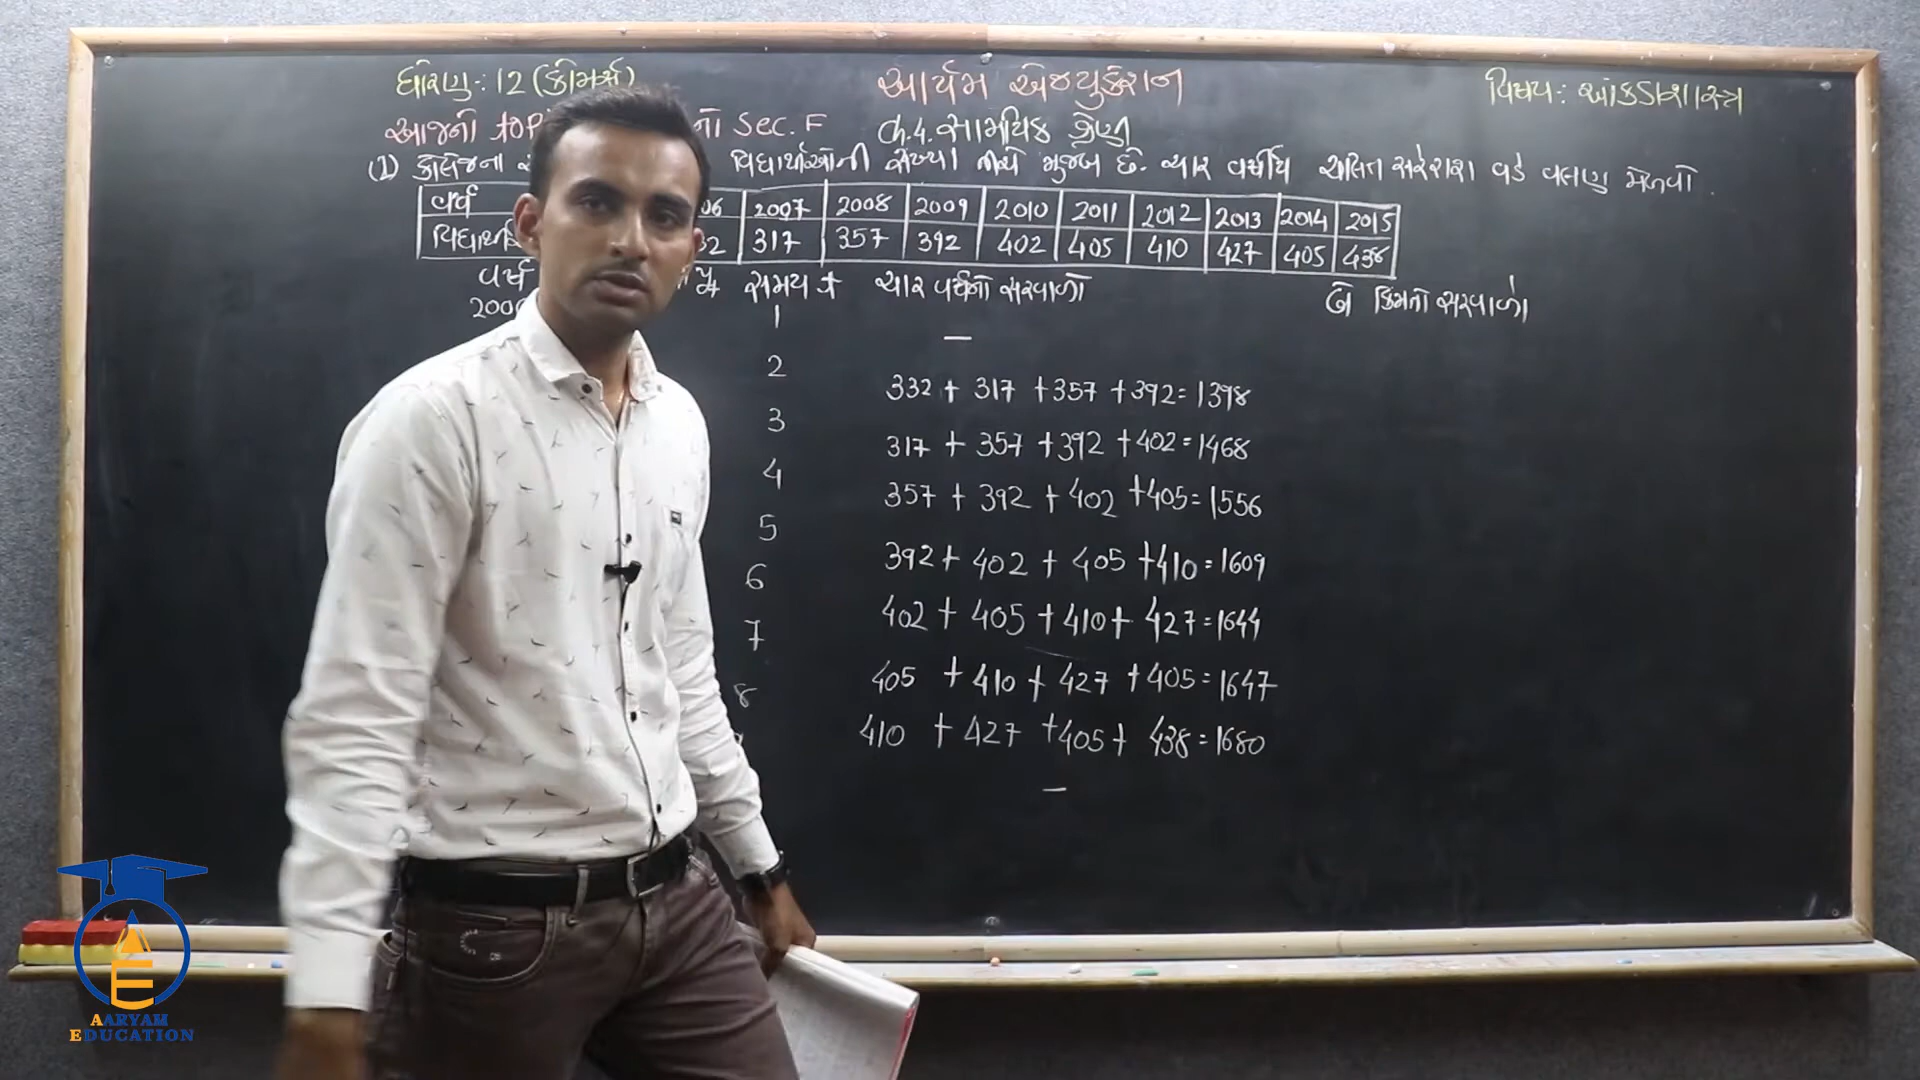 ધોરણ:- 12 (કોમર્સ) આર્યમ એજ્યુકેશન વિષય:- આંકડાશાસ્ત્ર
આજનો નો Sec. F Ch.4. સામયિક શ્રેણી
(1) કોલેજના વિદ્યાર્થીઓની સંખ્યા નીચે મુજબ છે. ચાર વર્ષીય ચલિત સરેરાશ વડે વલણ મેળવો.
વર્ષ 06 2007 2008 2009 2010 2011 2012 2013 2014 2015
32 317 357 392 402 405 410 427 405 438
વર્ષ સમય t ચાર વર્ષનો સરવાળો બે કિંમતો સરવાળો
200 1 —
2
332 + 317 + 357 + 392 = 1398
3
317 + 357 + 392 + 402 = 1468
4
357 + 392 + 402 + 405 = 1556
5
392 + 402 + 405 + 410 = 1609
6
402 + 405 + 410 + 427 = 1644
7
405 + 410 + 427 + 405 = 1647
8
410 + 427 + 405 + 438 = 1680
—
AARYAM
EDUCATION